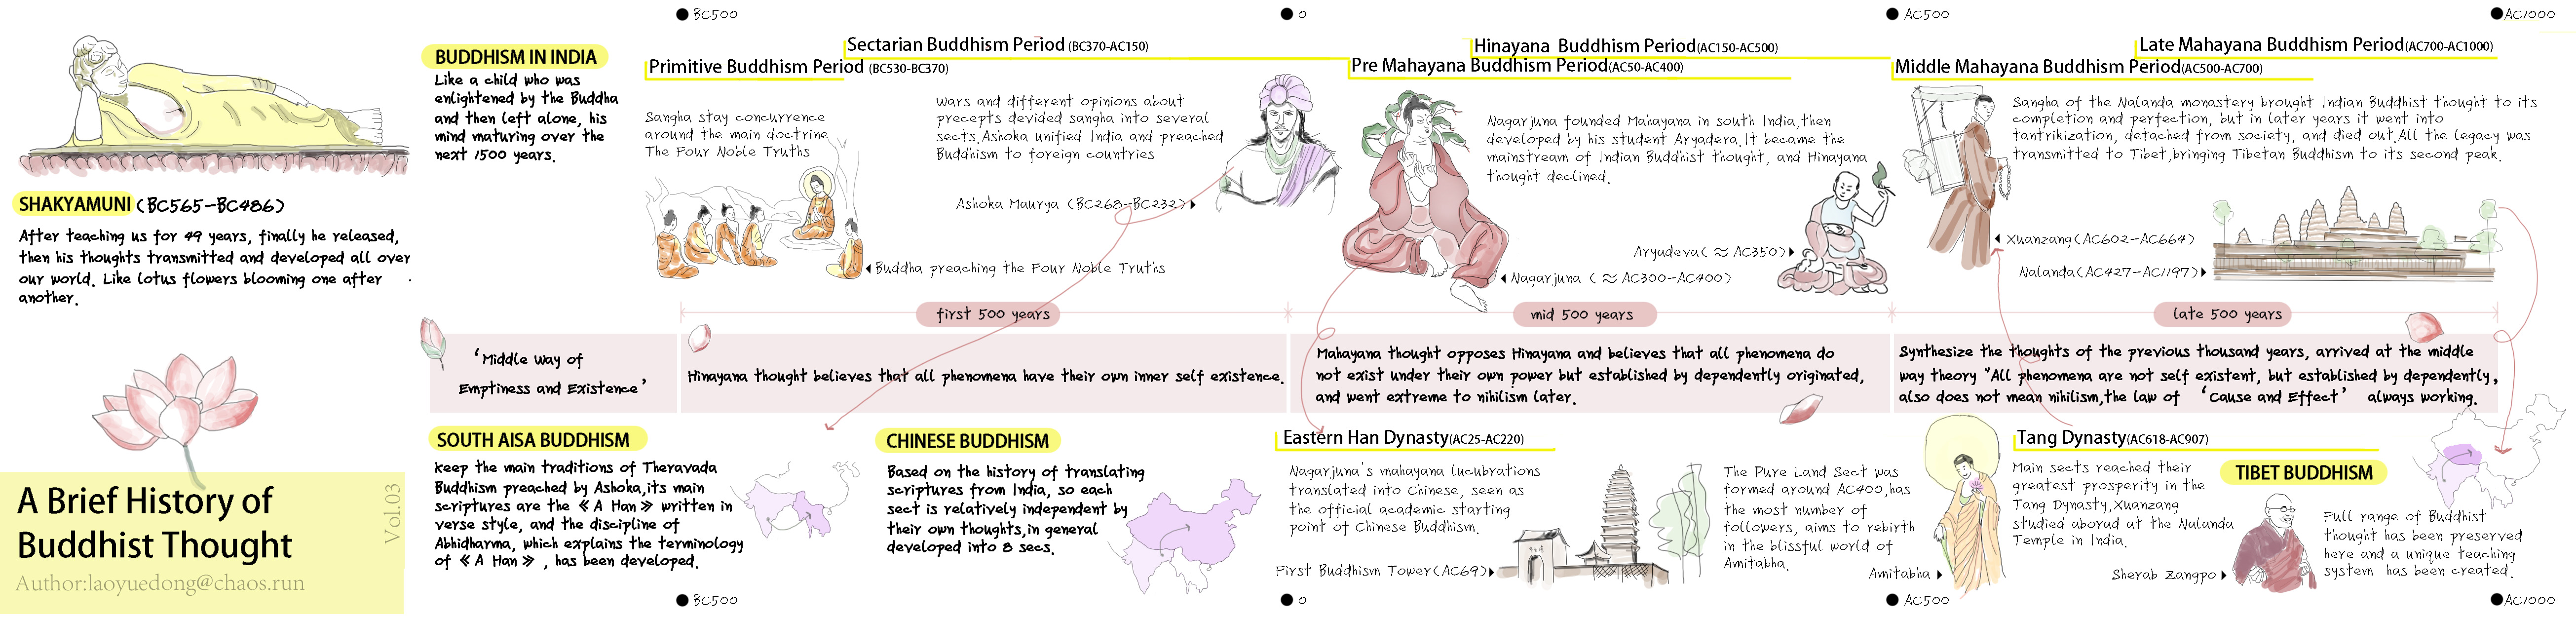 BC500
0
AC500
AC1000
SHAKYAMUNI (BC565-BC486)
After teaching us for 49 years, finally he released,
then his thoughts transmitted and developed all over
our world. Like lotus flowers blooming one after
another.
A Brief History of
Buddhist Thought
Vol.03
Author:laoyuedong@chaos.run
BUDDHISM IN INDIA
Like a child who was
enlightened by the Buddha
and then left alone, his
mind maturing over the
next 1500 years.
Primitive Buddhism Period (BC530-BC370)
Sangha stay concurrence
around the main doctrine
The Four Noble Truths
Buddha preaching the Four Noble Truths
Sectarian Buddhism Period (BC370-AC150)
Wars and different opinions about
precepts devided sangha into several
sects.Ashoka unified India and preached
Buddhism to foreign countries
Ashoka Maurya (BC268-BC232)
Hinayana Buddhism Period(AC150-AC500)
Pre Mahayana Buddhism Period(AC50-AC400)
Nagarjuna founded Mahayana in south India,then
developed by his student Aryadera.It became the
mainstream of Indian Buddhist thought, and Hinayana
thought declined.
Aryadeva(≈AC350)
Nagarjuna (≈AC300-AC400)
Late Mahayana Buddhism Period(AC700-AC1000)
Middle Mahayana Buddhism Period(AC500-AC700)
Sangha of the Nalanda monastery brought Indian Buddhist thought to its
completion and perfection, but in later years it went into
tantrikization, detached from society, and died out.All the legacy was
transmitted to Tibet,bringing Tibetan Buddhism to its second peak.
Xuanzang(AC602-AC664)
Nalanda(AC427-AC1197)
first 500 years
mid 500 years
late 500 years
‘Middle way of
Emptiness and Existence’
Hinayana thought believes that all phenomena have their own inner self existence.
Mahayana thought opposes Hinayana and believes that all phenomena do
not exist under their own power but established by dependently originated,
and went extreme to nihilism later.
Synthesize the thoughts of the previous thousand years, arrived at the middle
way theory "All phenomena are not self existent, but established by dependently,
also does not mean nihilism,the law of ‘Cause and Effect’ always working.
SOUTH AISA BUDDHISM
Keep the main traditions of Theravada
Buddhism preached by Ashoka,its main
scriptures are the 《A Han》 written in
verse style, and the discipline of
Abhidharma, which explains the terminology
of 《A Han》, has been developed.
CHINESE BUDDHISM
Based on the history of translating
scriptures from India, so each
sect is relatively independent by
their own thoughts,in general
developed into 8 secs.
Eastern Han Dynasty(AC25-AC220)
Nagarjuna's mahayana lucubrations
translated into Chinese, seen as
the official academic starting
point of Chinese Buddhism.
First Buddhism Tower(AC69)
The Pure Land Sect was
formed around AC400,has
the most number of
followers, aims to rebirth
in the blissful world of
Amitabha.
Amitabha
Tang Dynasty(AC618-AC907)
Main sects reached their
greatest prosperity in the
Tang Dynasty,Xuanzang
studied aborad at the Nalanda
Temple in India.
TIBET BUDDHISM
Sherab Zangpo
Full range of Buddhist
thought has been preserved
here and a unique teaching
system has been created.
BC500
0
AC500
AC1000